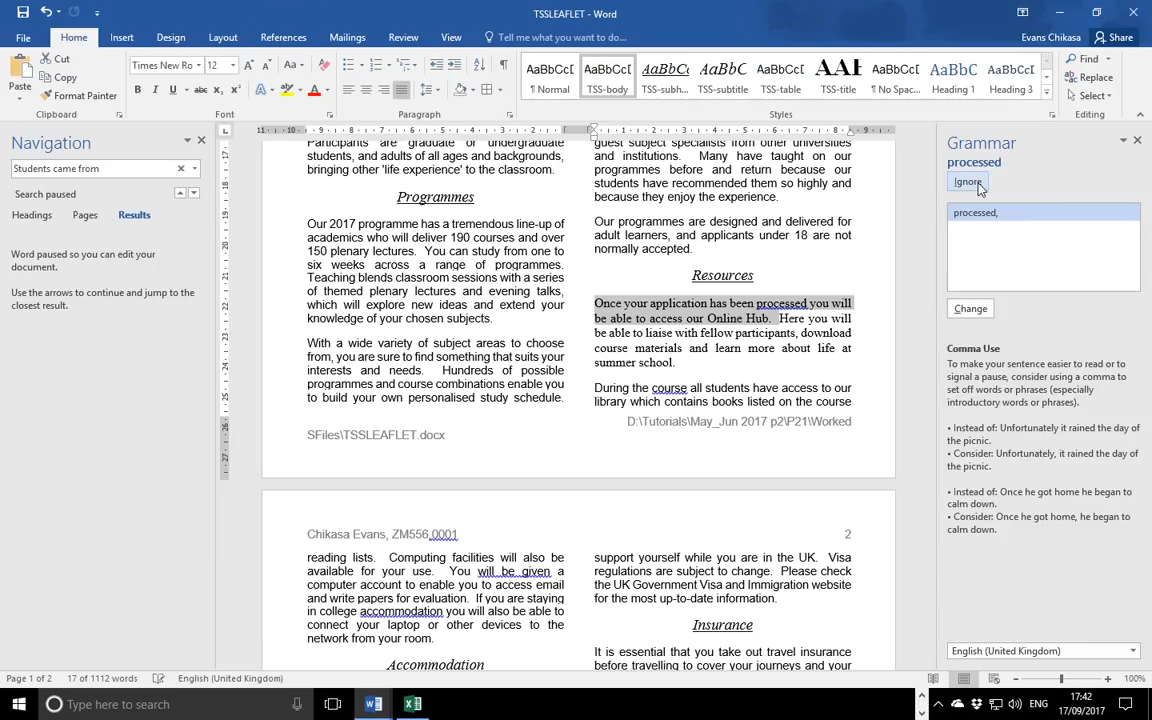 TSSLEAFLET - Word
File Home Insert Design Layout References Mailings Review View Tell me what you want to do... Evans Chikasa Share
Paste Cut Copy Format Painter
Clipboard
Times New Ro 12
Font
Paragraph
AaBbCcI ¶ Normal
AaBbCcI TSS-body
AaBbCc TSS-subh...
AaBbC TSS-subtitle
AaBbCcI TSS-table
AAI TSS-title
AaBbCcI ¶ No Spac...
AaBbC Heading 1
AaBbCcI Heading 3
Styles
Find
Replace
Select
Editing
Navigation
Students came from
Search paused
Headings Pages Results
Word paused so you can edit your
document.
Use the arrows to continue and jump to the
closest result.
Participants are graduate or undergraduate
students, and adults of all ages and backgrounds,
bringing other 'life experience' to the classroom.
Programmes
Our 2017 programme has a tremendous line-up of
academics who will deliver 190 courses and over
150 plenary lectures. You can study from one to
six weeks across a range of programmes.
Teaching blends classroom sessions with a series
of themed plenary lectures and evening talks,
which will explore new ideas and extend your
knowledge of your chosen subjects.
With a wide variety of subject areas to choose
from, you are sure to find something that suits your
interests and needs. Hundreds of possible
programmes and course combinations enable you
to build your own personalised study schedule.
guest subject specialists from other universities
and institutions. Many have taught on our
programmes before and return because our
students have recommended them so highly and
because they enjoy the experience.
Our programmes are designed and delivered for
adult learners, and applicants under 18 are not
normally accepted.
Resources
Once your application has been processed you will
be able to access our Online Hub. Here you will
be able to liaise with fellow participants, download
course materials and learn more about life at
summer school.
During the course all students have access to our
library which contains books listed on the course
D:\Tutorials\May_Jun 2017 p2\P21\Worked
SFiles\TSSLEAFLET.docx
Chikasa Evans, ZM556,0001 2
reading lists. Computing facilities will also be
available for your use. You will be given a
computer account to enable you to access email
and write papers for evaluation. If you are staying
in college accommodation you will also be able to
connect your laptop or other devices to the
network from your room.
Accommodation
support yourself while you are in the UK. Visa
regulations are subject to change. Please check
the UK Government Visa and Immigration website
for the most up-to-date information.
Insurance
It is essential that you take out travel insurance
before travelling to cover your journeys and your
Grammar
processed
Ignore
processed,
Change
Comma Use
To make your sentence easier to read or to
signal a pause, consider using a comma to
set off words or phrases (especially
introductory words or phrases).
• Instead of: Unfortunately it rained the day of
the picnic.
• Consider: Unfortunately, it rained the day of
the picnic.
• Instead of: Once he got home he began to
calm down.
• Consider: Once he got home, he began to
calm down.
English (United Kingdom)
Page 1 of 2 17 of 1112 words English (United Kingdom) 100%
Type here to search
ENG
17:42
17/09/2017